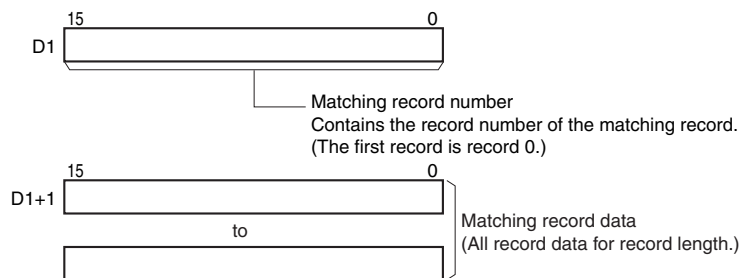 15 0
D1
Matching record number
Contains the record number of the matching record.
(The first record is record 0.)
15 0
D1+1
to
Matching record data
(All record data for record length.)